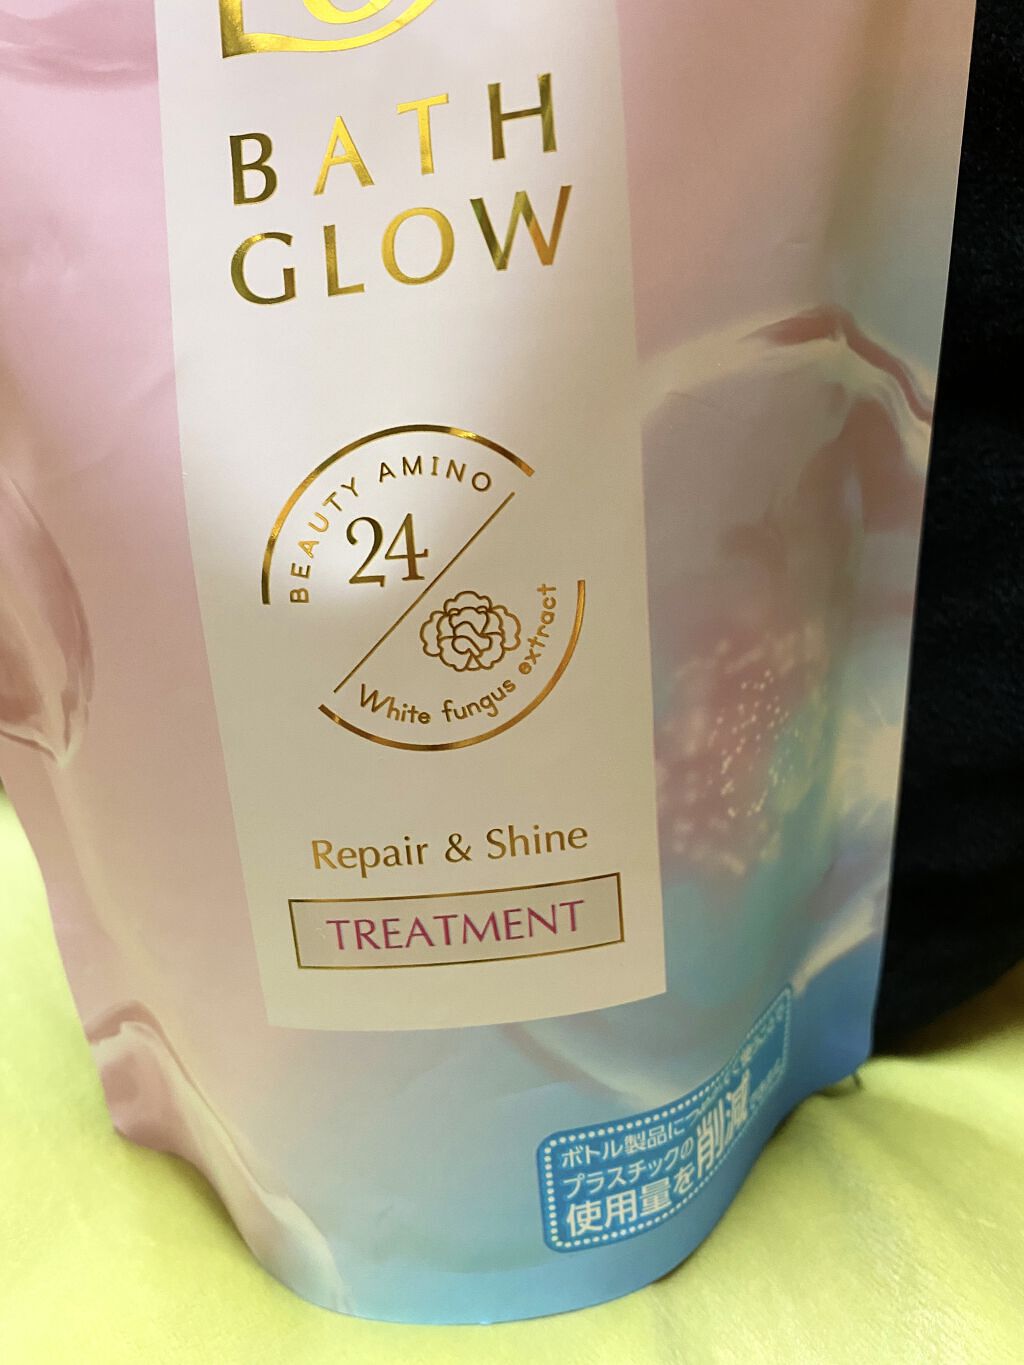 BATH
GLOW
BEAUTY AMINO
24
White fungus extract
Repair & Shine
TREATMENT
ボトル製品に
プラスチックの
使用量を削減